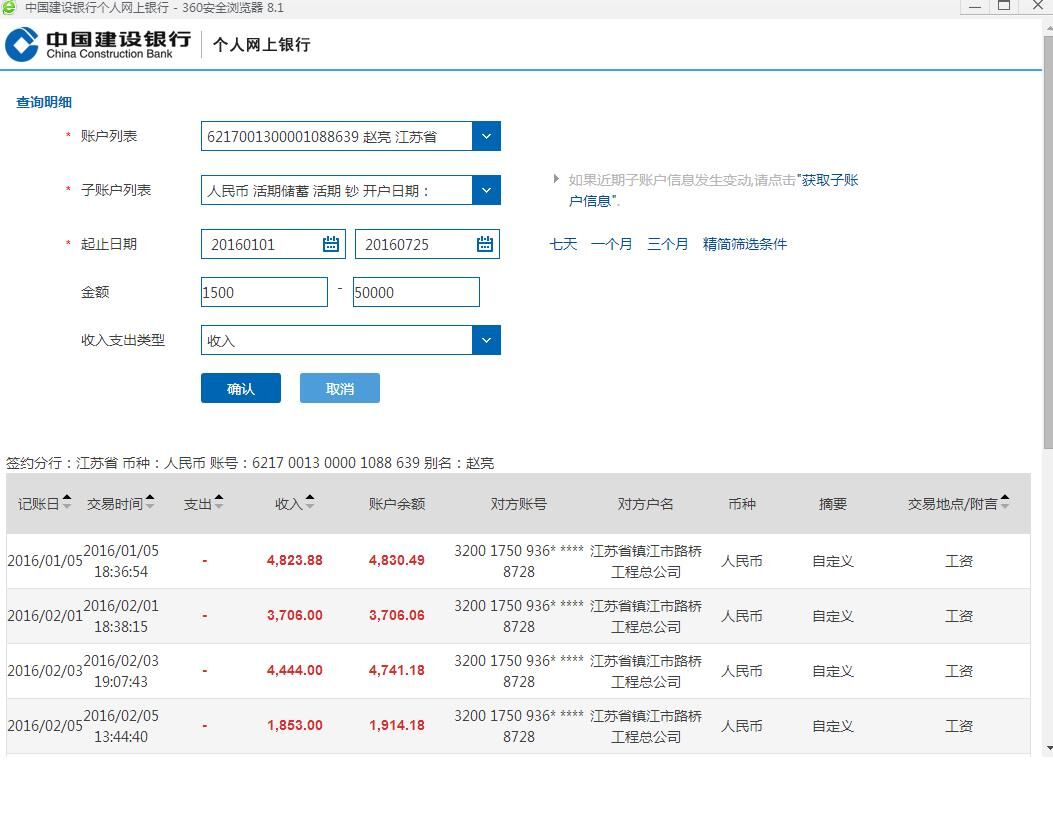 中国建设银行个人网上银行 - 360安全浏览器 8.1
中国建设银行 个人网上银行
China Construction Bank
查询明细
* 账户列表 6217001300001088639 赵亮 江苏省
* 子账户列表 人民币 活期储蓄 活期 钞 开户日期： 如果近期子账户信息发生变动,请点击"获取子账
户信息".
* 起止日期 20160101 20160725 七天 一个月 三个月 精简筛选条件
金额 1500 - 50000
收入支出类型 收入
确认 取消
签约分行：江苏省 币种：人民币 账号：6217 0013 0000 1088 639 别名：赵亮
记账日 交易时间 支出 收入 账户余额 对方账号 对方户名 币种 摘要 交易地点/附言
2016/01/05 2016/01/05 18:36:54 - 4,823.88 4,830.49 3200 1750 936* **** 8728 江苏省镇江市路桥工程总公司 人民币 自定义 工资
2016/02/01 2016/02/01 18:38:15 - 3,706.00 3,706.06 3200 1750 936* **** 8728 江苏省镇江市路桥工程总公司 人民币 自定义 工资
2016/02/03 2016/02/03 19:07:43 - 4,444.00 4,741.18 3200 1750 936* **** 8728 江苏省镇江市路桥工程总公司 人民币 自定义 工资
2016/02/05 2016/02/05 13:44:40 - 1,853.00 1,914.18 3200 1750 936* **** 8728 江苏省镇江市路桥工程总公司 人民币 自定义 工资